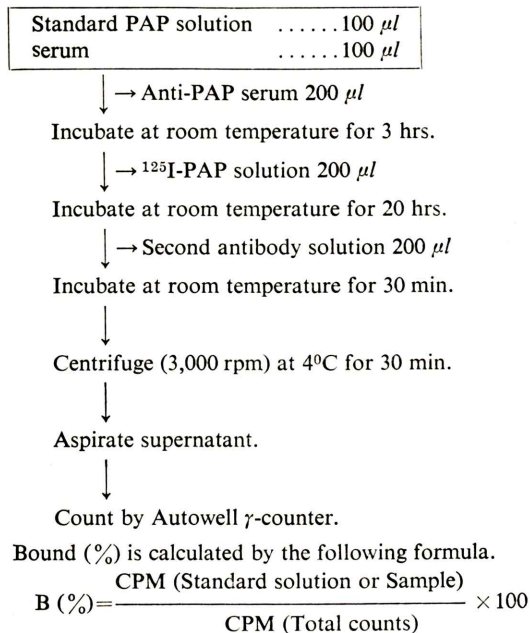 Standard PAP solution ......100 μl
serum ......100 μl
→ Anti-PAP serum 200 μl
Incubate at room temperature for 3 hrs.
→ ¹²⁵I-PAP solution 200 μl
Incubate at room temperature for 20 hrs.
→ Second antibody solution 200 μl
Incubate at room temperature for 30 min.
Centrifuge (3,000 rpm) at 4⁰C for 30 min.
Aspirate supernatant.
Count by Autowell γ-counter.
Bound (%) is calculated by the following formula.
CPM (Standard solution or Sample)
B (%)= ×100
CPM (Total counts)